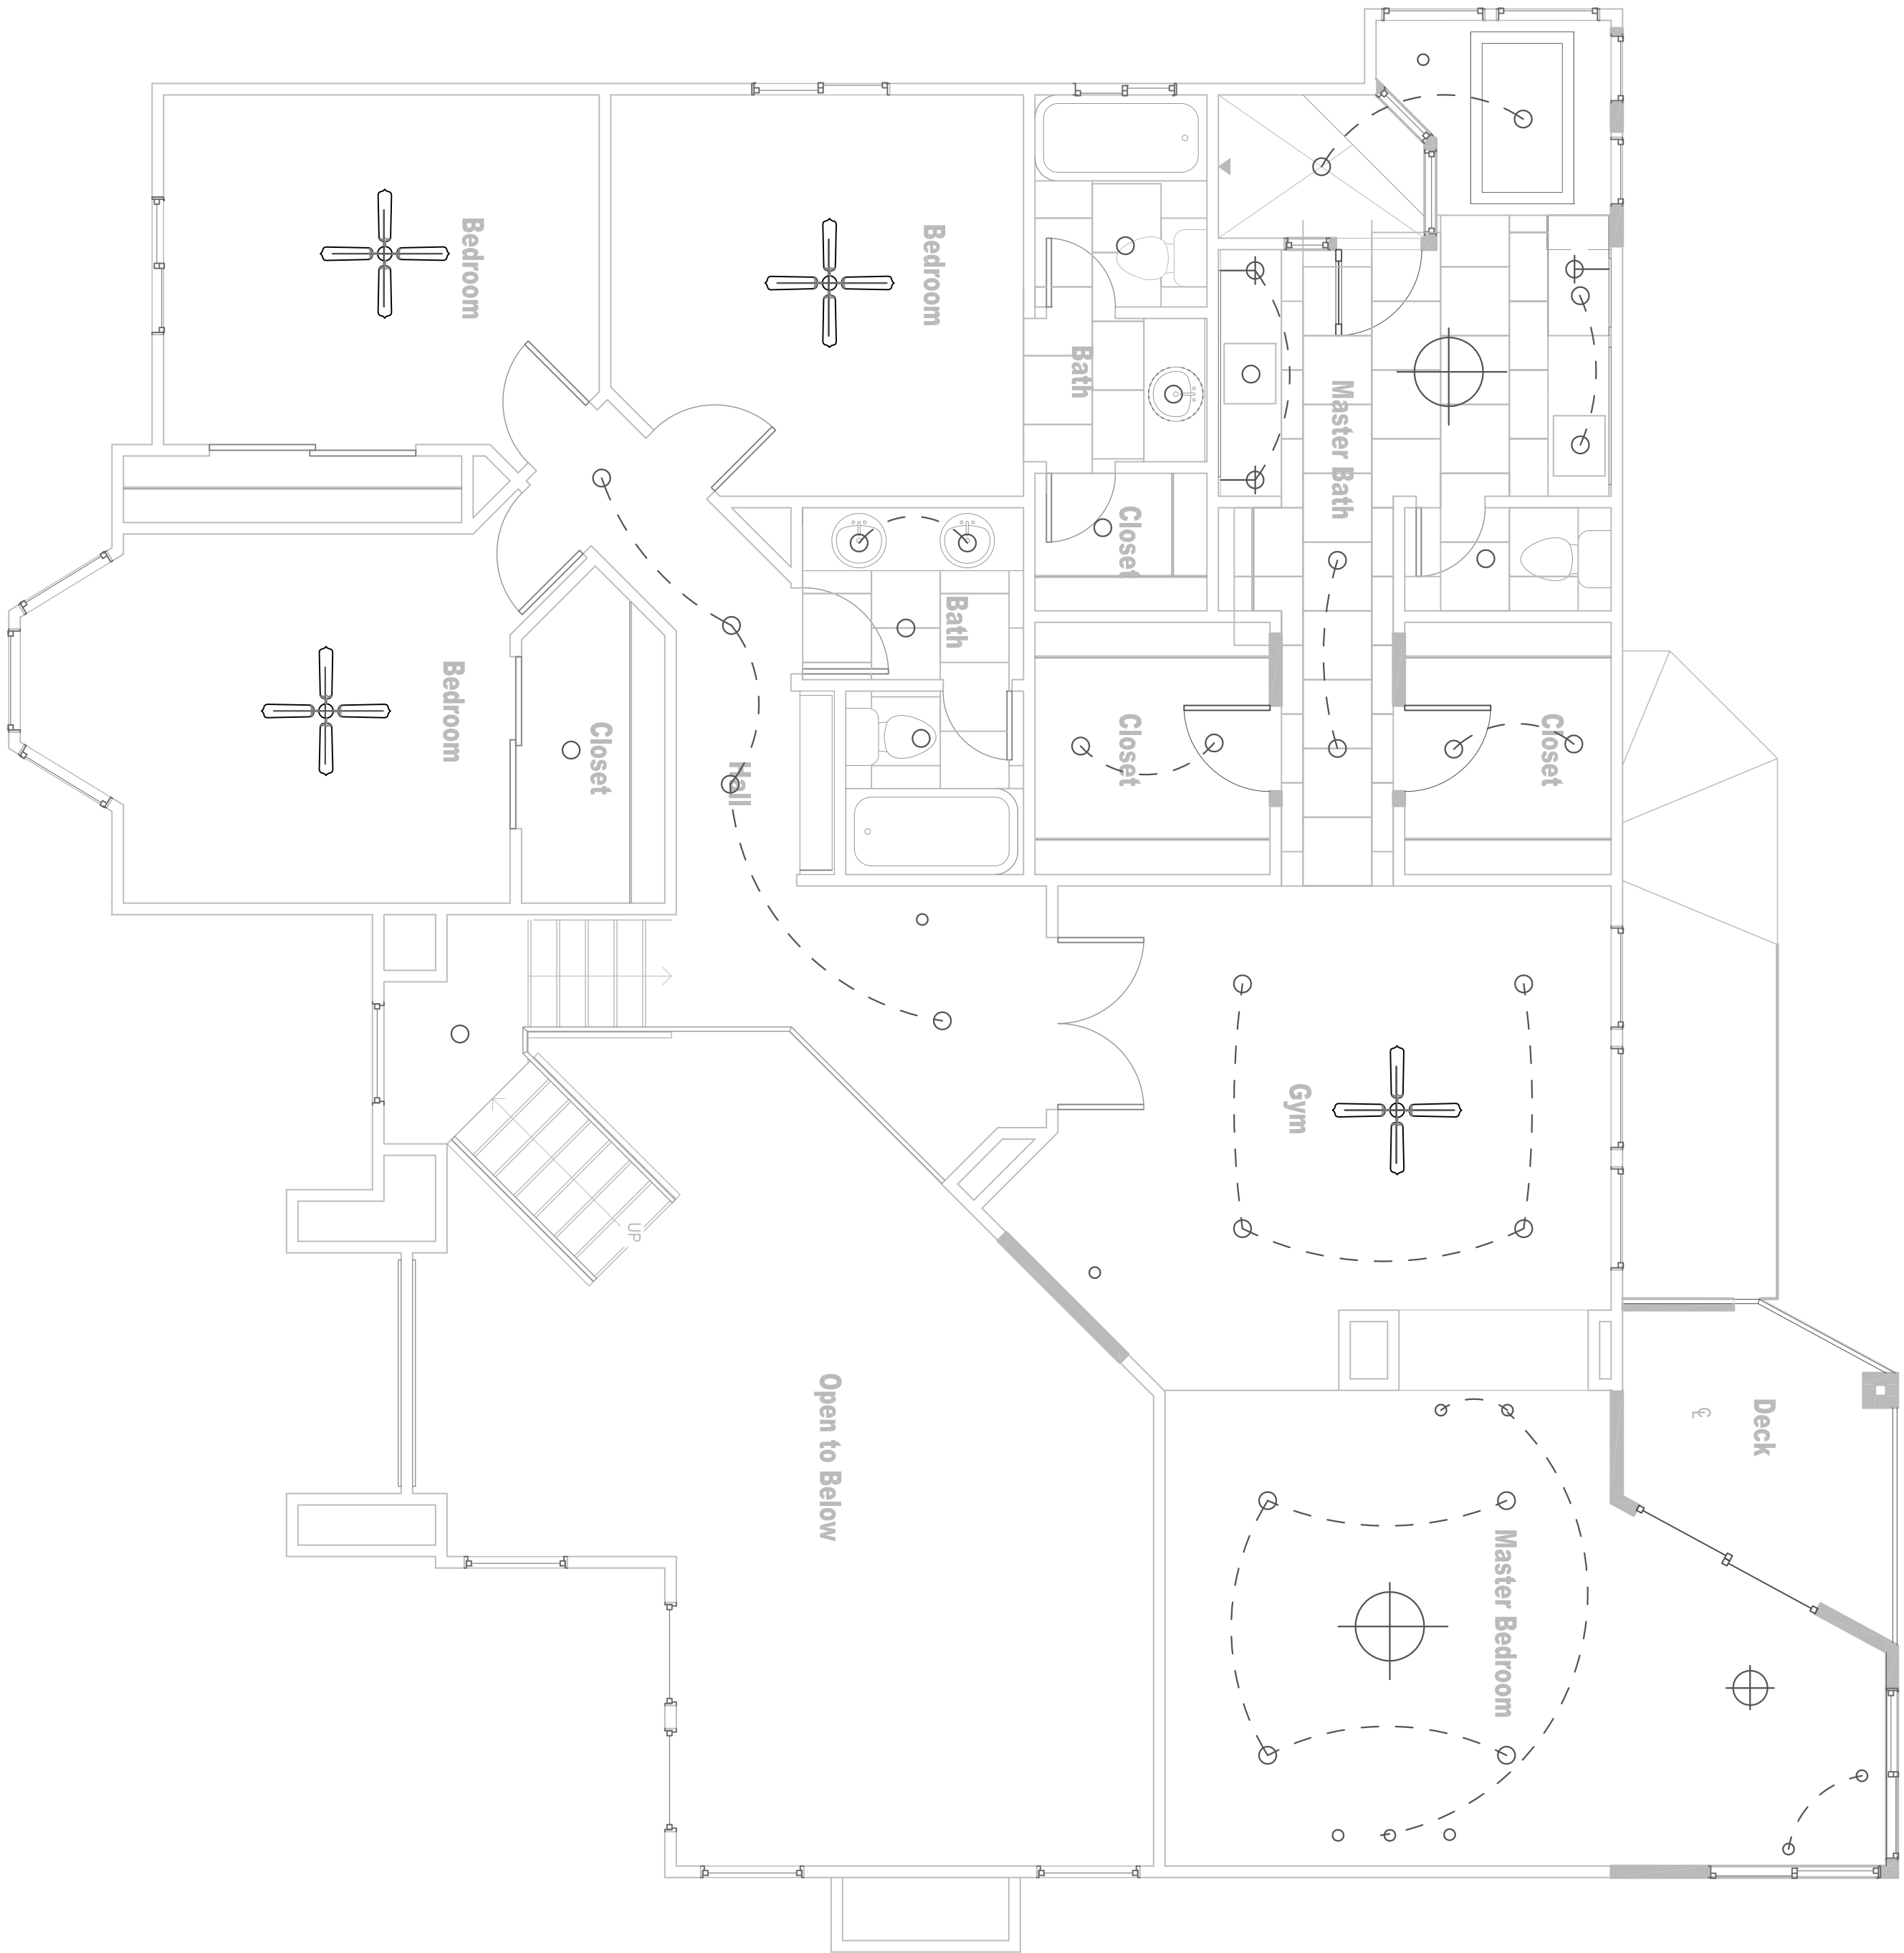 Bedroom
Bedroom
Bath
Master Bath
Closet
Bath
Bedroom
Closet
Hall
Closet
Closet
Gym
UP
Open to Below
Deck
℄
Master Bedroom